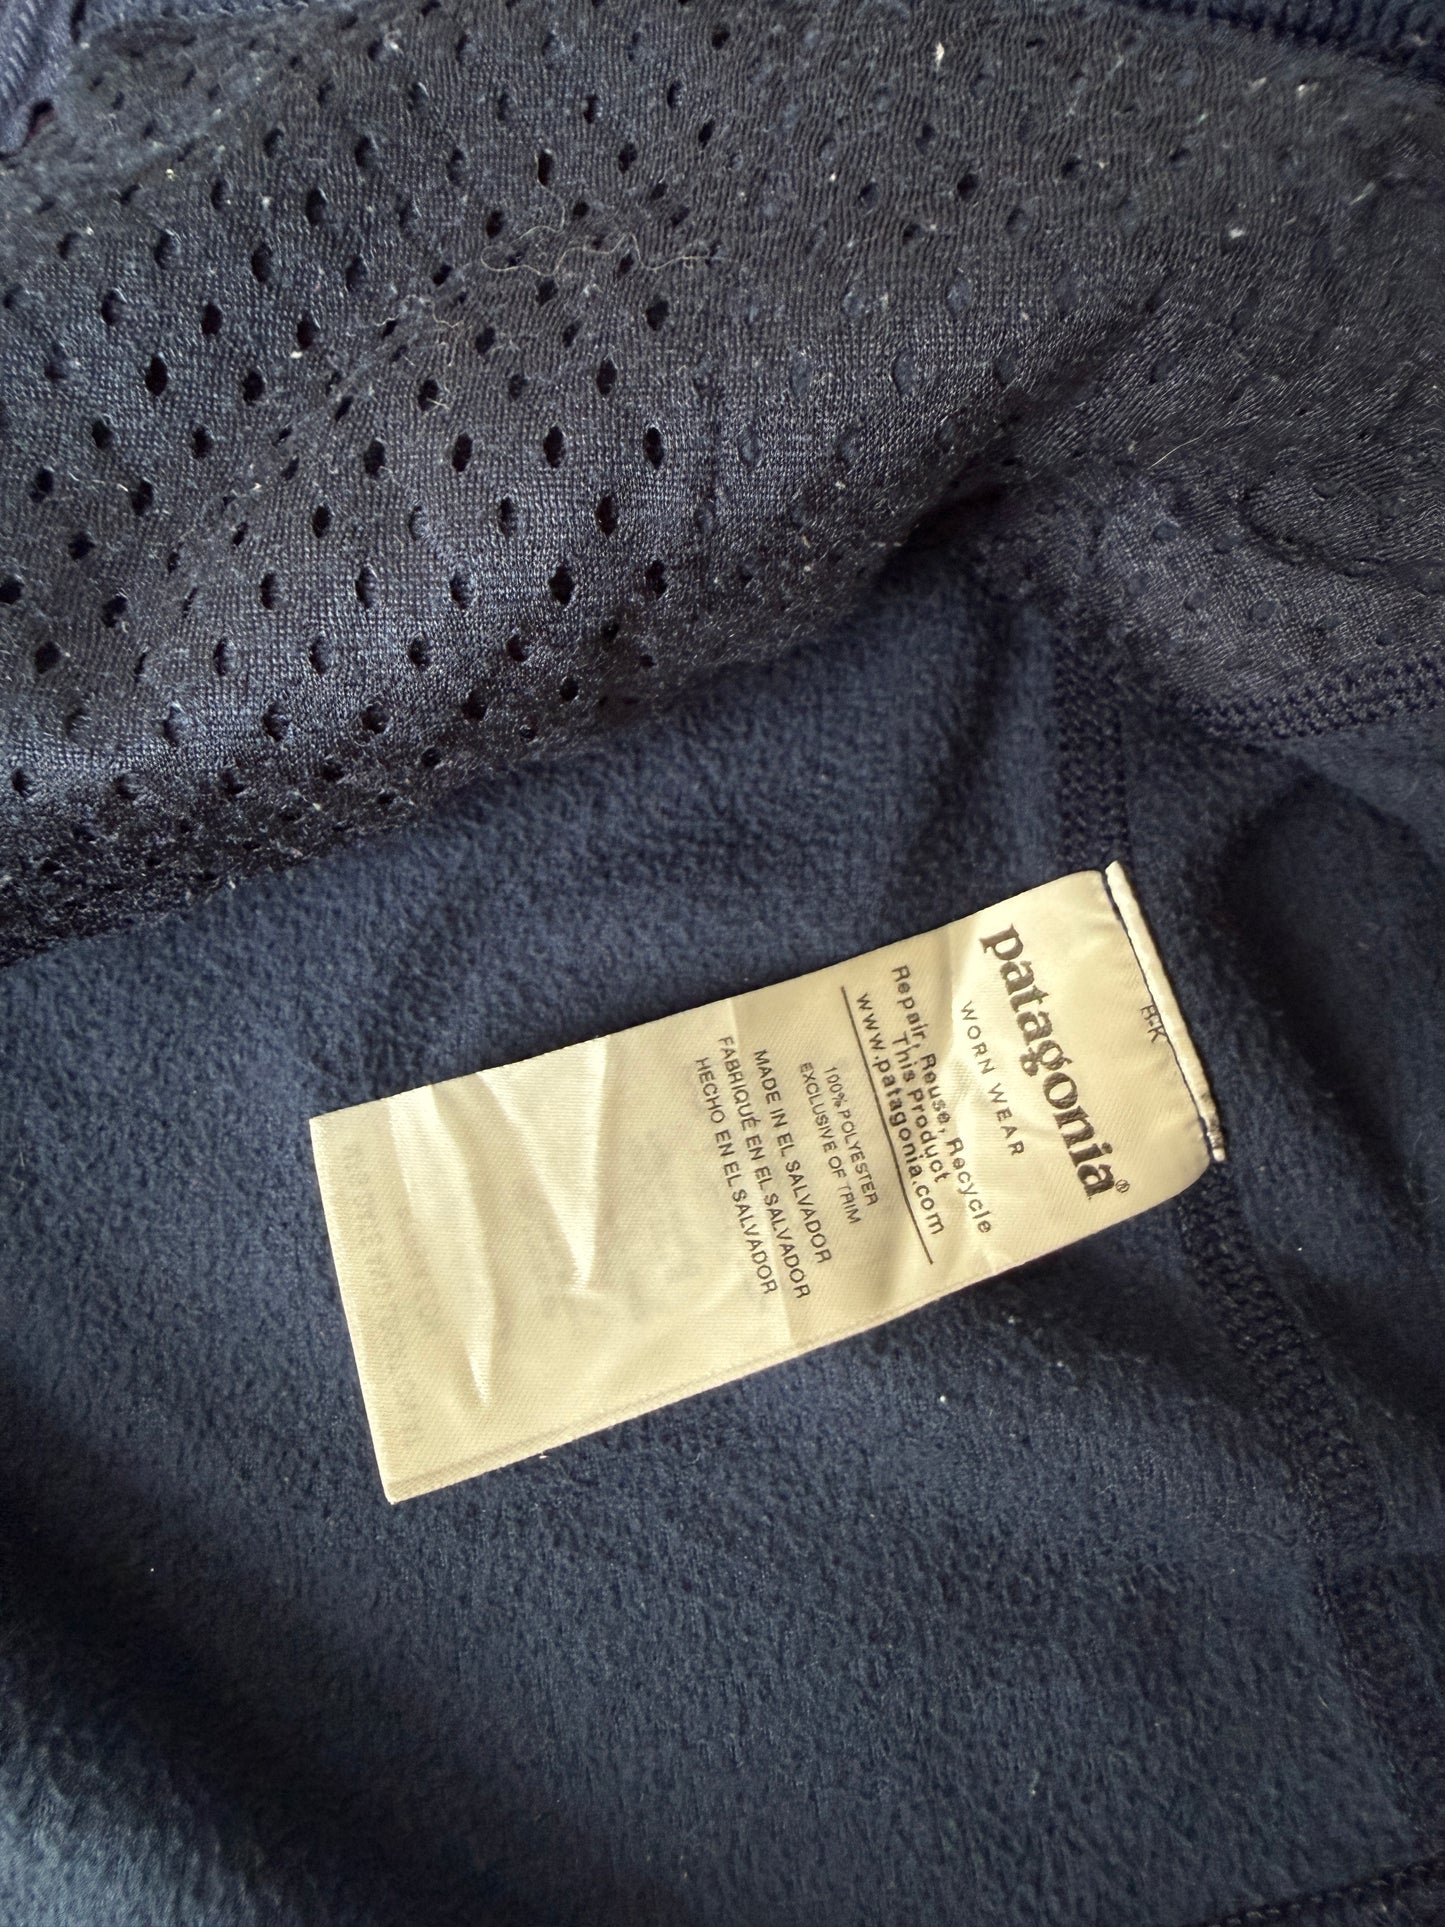 B-K
patagonia®
WORN WEAR
Repair, Reuse, Recycle
This Product
www.patagonia.com
100% POLYESTER
EXCLUSIVE OF TRIM
MADE IN EL SALVADOR
FABRIQUÉ EN EL SALVADOR
HECHO EN EL SALVADOR